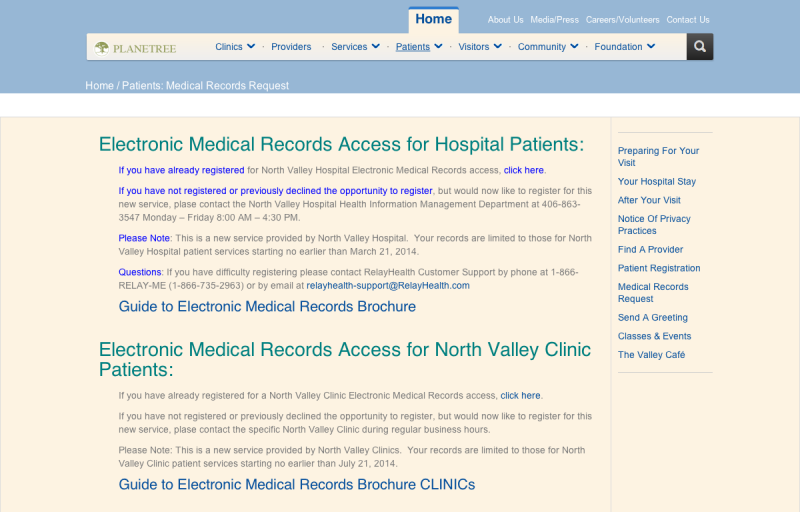 Home
About Us Media/Press Careers/Volunteers Contact Us
PLANETREE
Clinics · Providers · Services · Patients · Visitors · Community · Foundation
Home / Patients: Medical Records Request
Electronic Medical Records Access for Hospital Patients:
If you have already registered for North Valley Hospital Electronic Medical Records access, click here.
If you have not registered or previously declined the opportunity to register, but would now like to register for this
new service, plase contact the North Valley Hospital Health Information Management Department at 406-863-
3547 Monday – Friday 8:00 AM – 4:30 PM.
Please Note: This is a new service provided by North Valley Hospital.  Your records are limited to those for North
Valley Hospital patient services starting no earlier than March 21, 2014.
Questions: If you have difficulty registering please contact RelayHealth Customer Support by phone at 1-866-
RELAY-ME (1-866-735-2963) or by email at relayhealth-support@RelayHealth.com
Guide to Electronic Medical Records Brochure
Electronic Medical Records Access for North Valley Clinic
Patients:
If you have already registered for a North Valley Clinic Electronic Medical Records access, click here.
If you have not registered or previously declined the opportunity to register, but would now like to register for this
new service, plase contact the specific North Valley Clinic during regular business hours.
Please Note: This is a new service provided by North Valley Clinics.  Your records are limited to those for North
Valley Clinic patient services starting no earlier than July 21, 2014.
Guide to Electronic Medical Records Brochure CLINICs
Preparing For Your
Visit
Your Hospital Stay
After Your Visit
Notice Of Privacy
Practices
Find A Provider
Patient Registration
Medical Records
Request
Send A Greeting
Classes & Events
The Valley Café